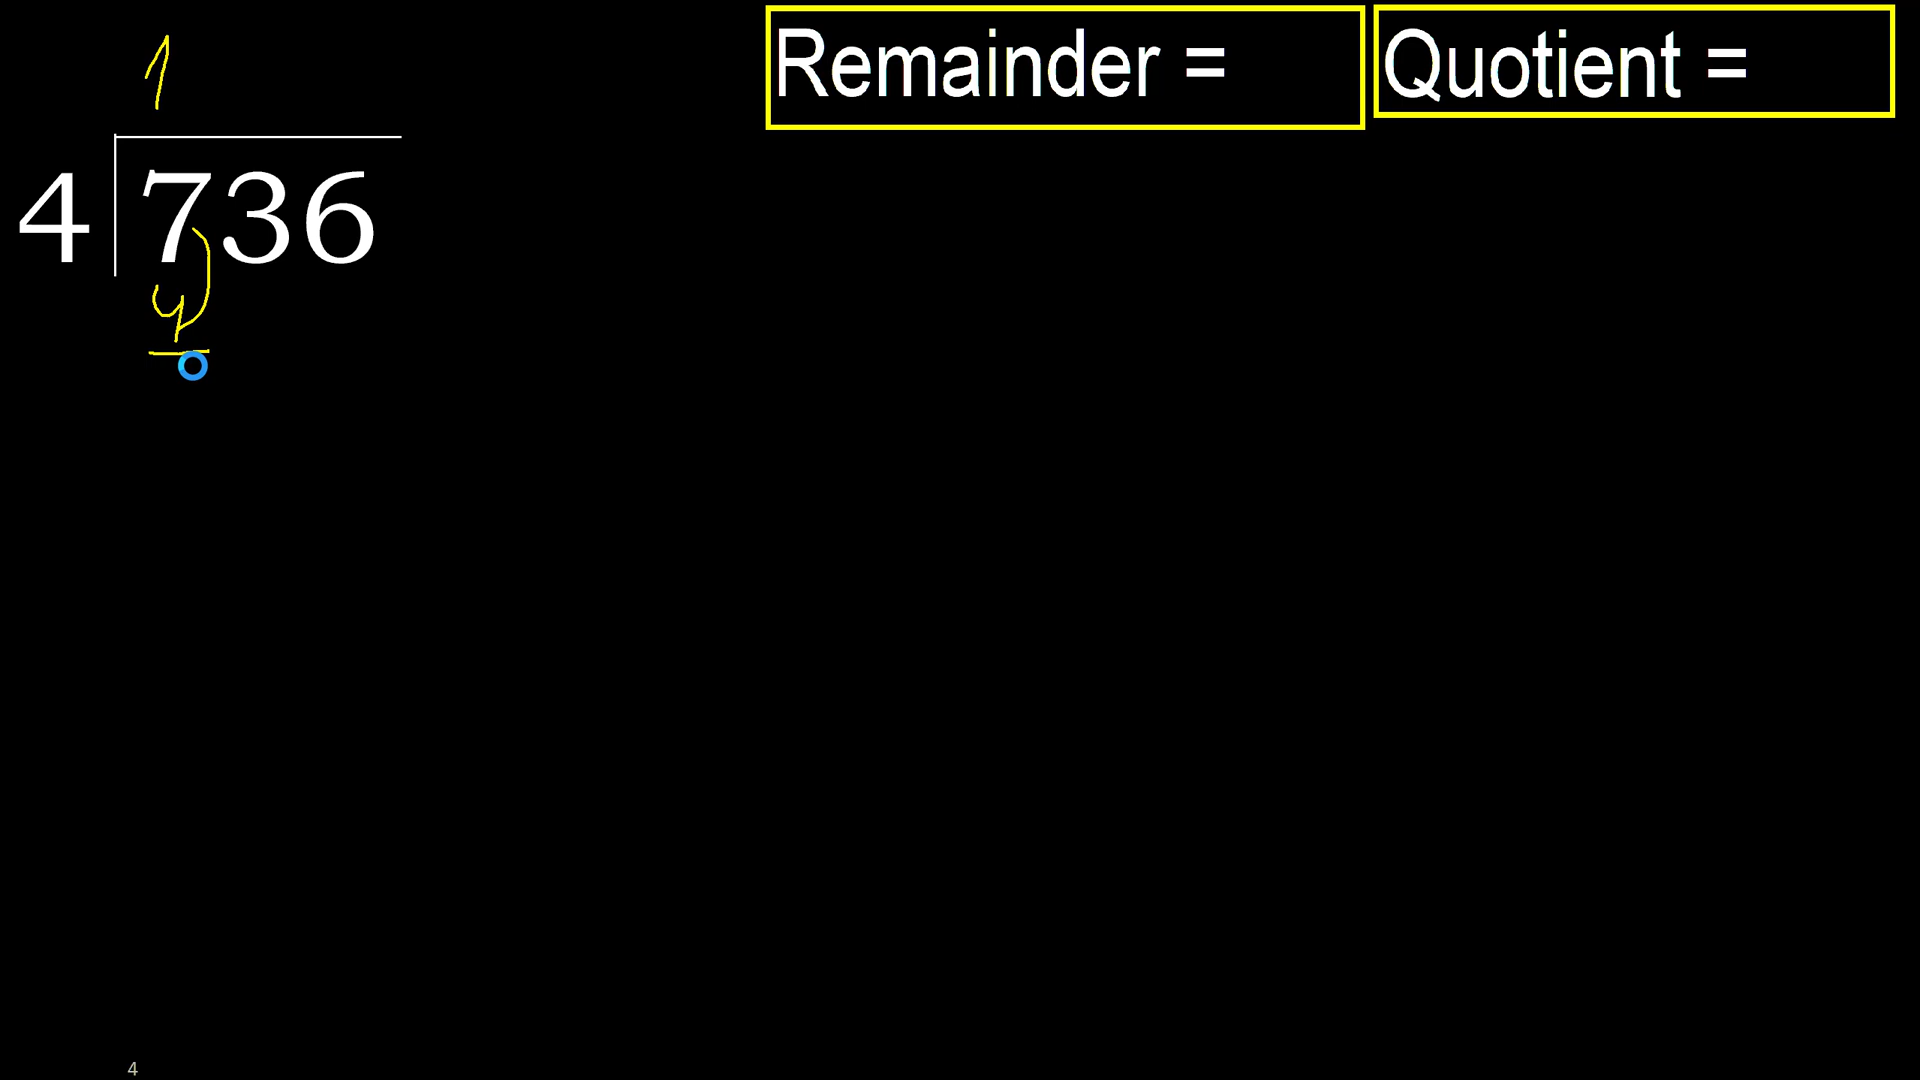 1
Remainder =
Quotient =
4 736
4
4